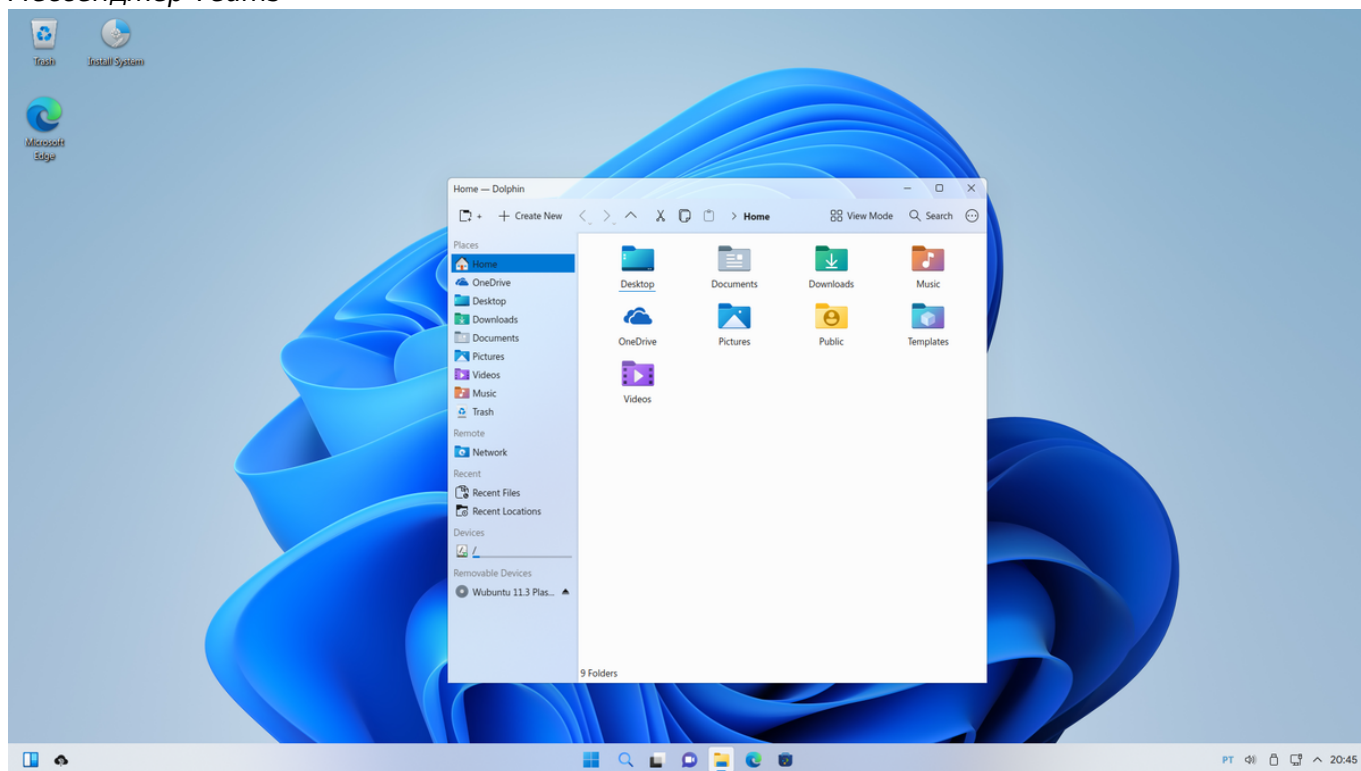 Мессенджер Teams
Trash
Install System
Microsoft
Edge
Home — Dolphin
Create New
Home
View Mode
Search
Places
Home
OneDrive
Desktop
Downloads
Documents
Pictures
Videos
Music
Trash
Remote
Network
Recent
Recent Files
Recent Locations
Devices
/
Removable Devices
Wubuntu 11.3 Plas...
Desktop
Documents
Downloads
Music
OneDrive
Pictures
Public
Templates
Videos
9 Folders
PT
20:45